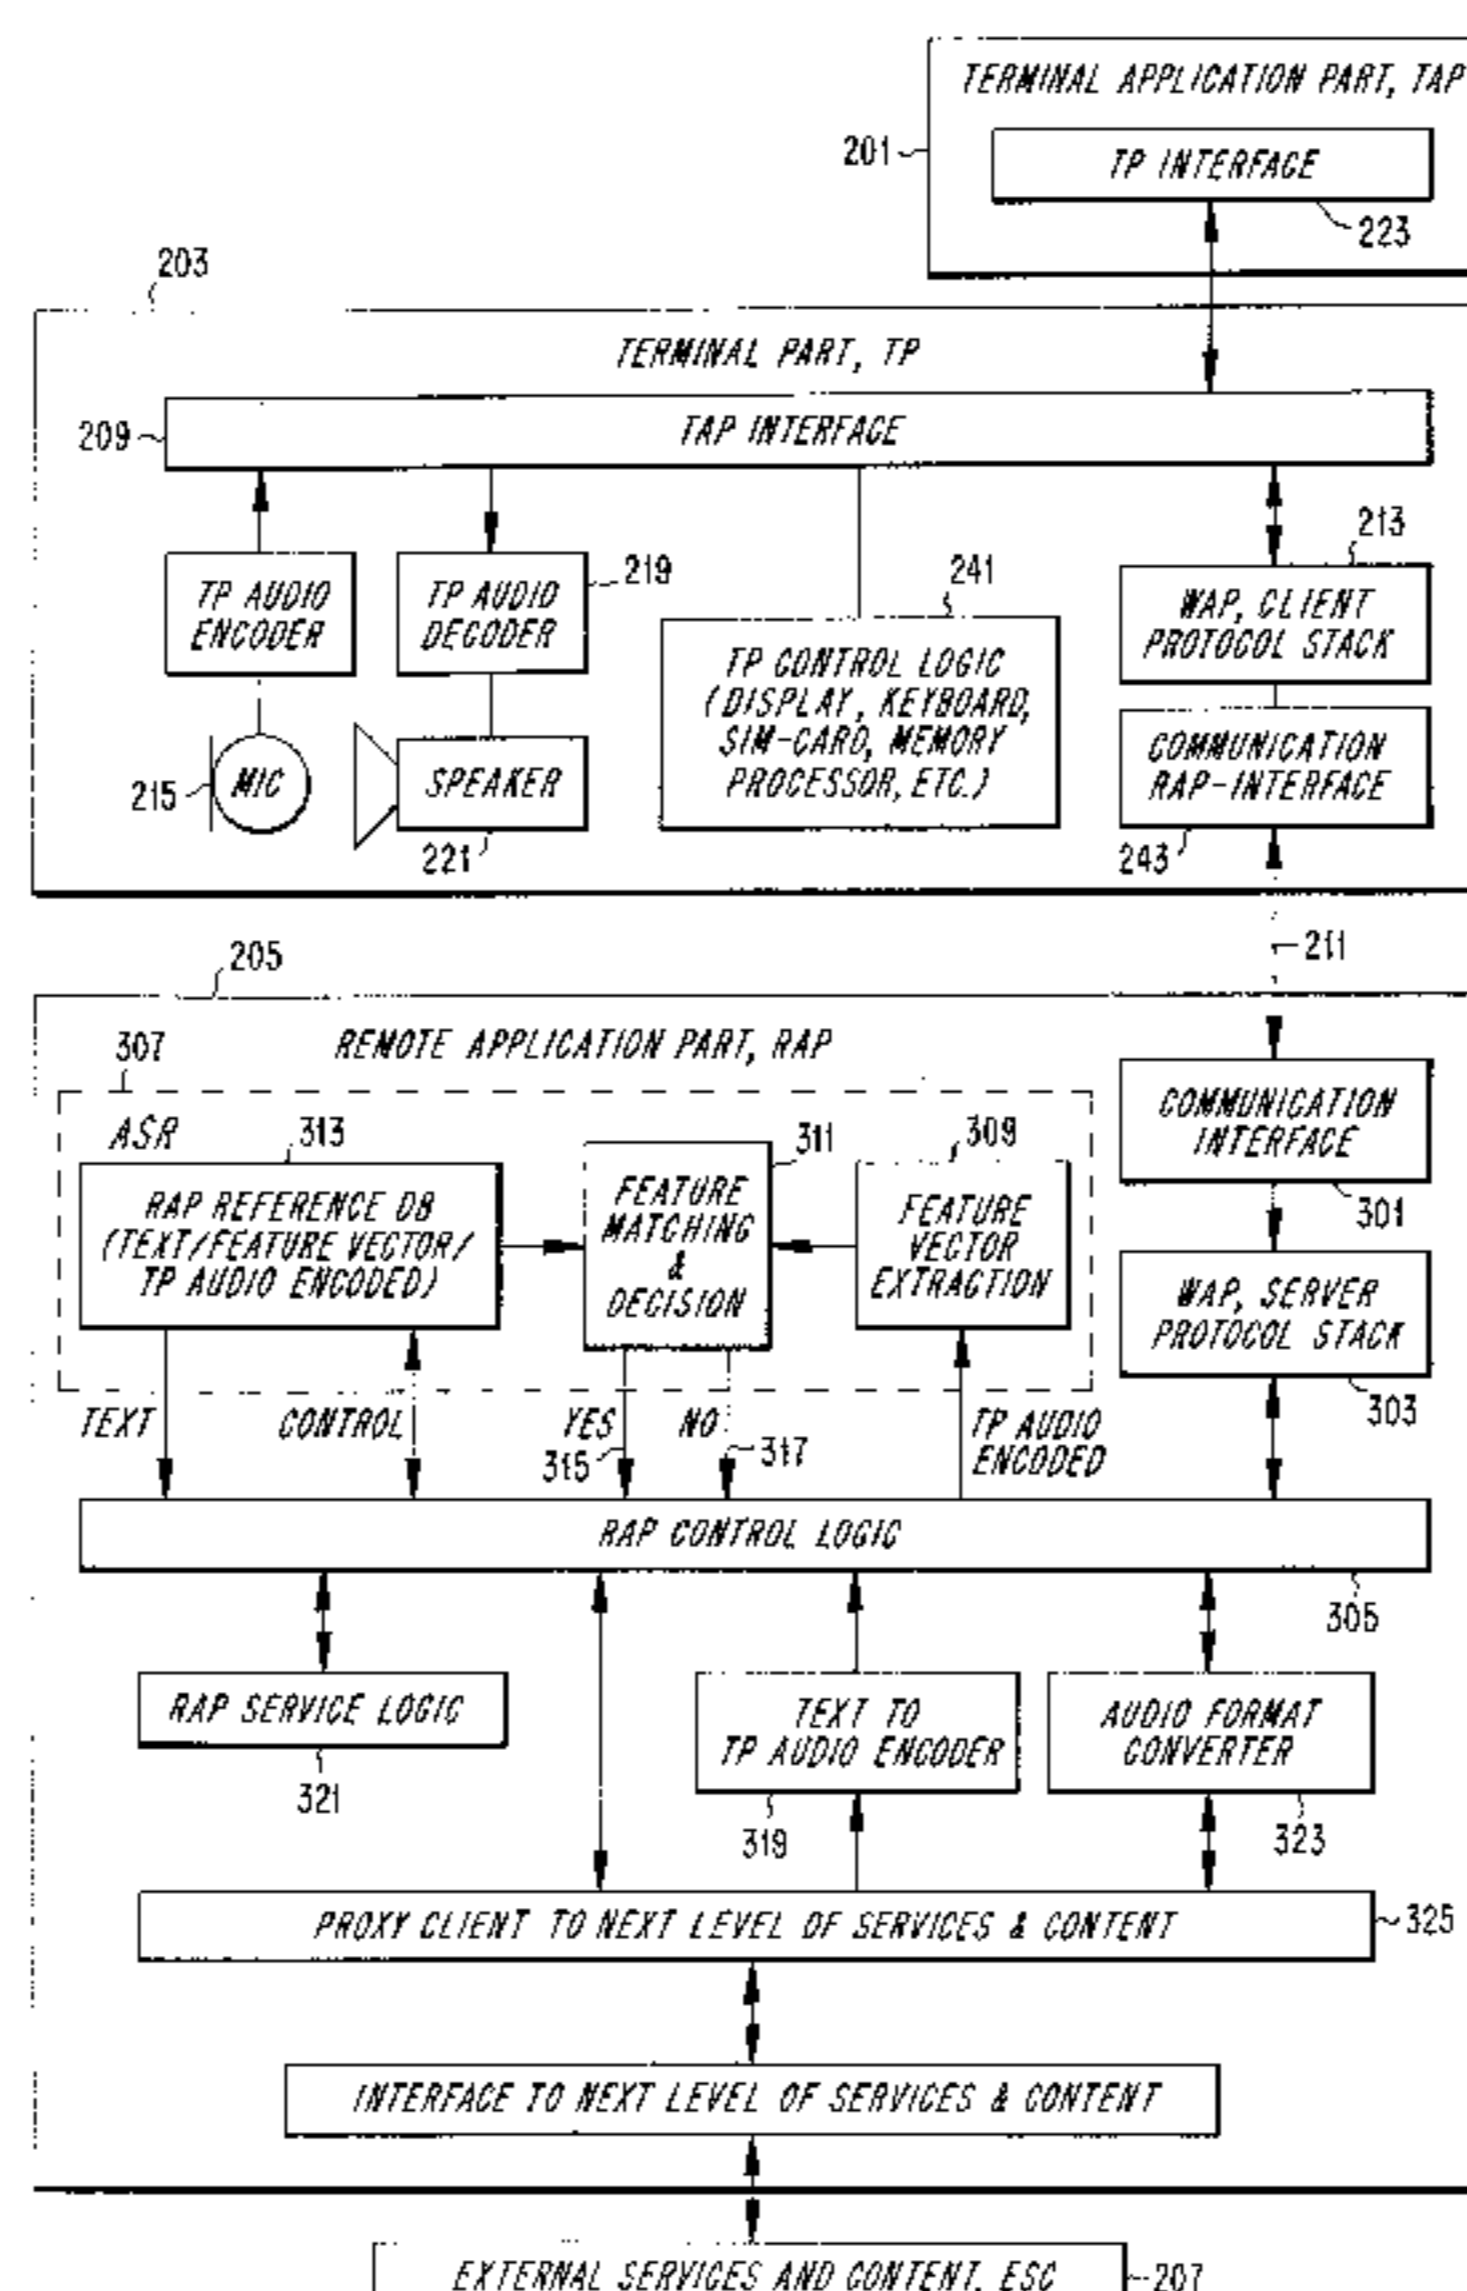 TERMINAL APPLICATION PART, TAP
201
TP INTERFACE
223
203
TERMINAL PART, TP
209
TAP INTERFACE
TP AUDIO
ENCODER
TP AUDIO
DECODER
219
241
213
TP CONTROL LOGIC
(DISPLAY, KEYBOARD,
SIM-CARD, MEMORY
PROCESSOR, ETC.)
WAP, CLIENT
PROTOCOL STACK
215
MIC
SPEAKER
221
COMMUNICATION
RAP-INTERFACE
243
211
205
REMOTE APPLICATION PART, RAP
307
ASR
313
311
309
RAP REFERENCE DB
(TEXT/FEATURE VECTOR/
TP AUDIO ENCODED)
FEATURE
MATCHING
&
DECISION
FEATURE
VECTOR
EXTRACTION
COMMUNICATION
INTERFACE
301
WAP, SERVER
PROTOCOL STACK
303
TEXT
CONTROL
YES
315
NO
317
TP AUDIO
ENCODED
RAP CONTROL LOGIC
305
RAP SERVICE LOGIC
321
TEXT TO
TP AUDIO ENCODER
319
AUDIO FORMAT
CONVERTER
323
PROXY CLIENT TO NEXT LEVEL OF SERVICES & CONTENT
325
INTERFACE TO NEXT LEVEL OF SERVICES & CONTENT
EXTERNAL SERVICES AND CONTENT, ESC
207